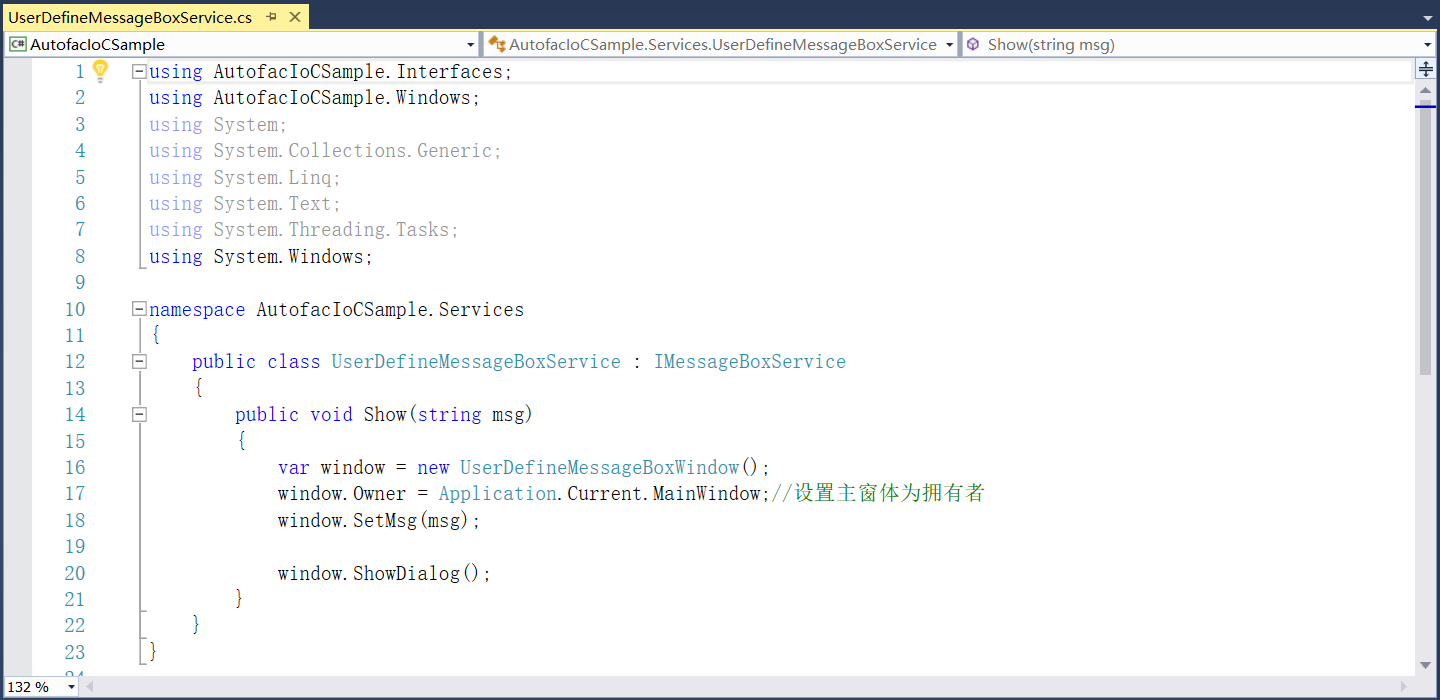 UserDefineMessageBoxService.cs
C# AutofacIoCSample
AutofacIoCSample.Services.UserDefineMessageBoxService
Show(string msg)
1 using AutofacIoCSample.Interfaces;
2 using AutofacIoCSample.Windows;
3 using System;
4 using System.Collections.Generic;
5 using System.Linq;
6 using System.Text;
7 using System.Threading.Tasks;
8 using System.Windows;
9
10 namespace AutofacIoCSample.Services
11 {
12 public class UserDefineMessageBoxService : IMessageBoxService
13 {
14 public void Show(string msg)
15 {
16 var window = new UserDefineMessageBoxWindow();
17 window.Owner = Application.Current.MainWindow;//设置主窗体为拥有者
18 window.SetMsg(msg);
19
20 window.ShowDialog();
21 }
22 }
23 }
132 %